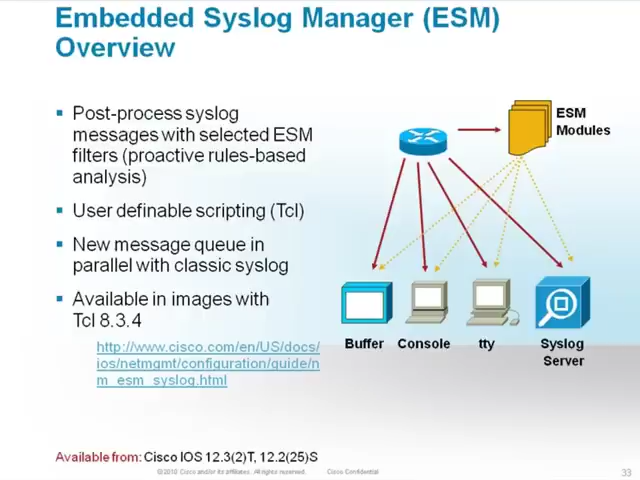 Embedded Syslog Manager (ESM)
Overview
▪ Post-process syslog
messages with selected ESM
filters (proactive rules-based
analysis)
▪ User definable scripting (Tcl)
▪ New message queue in
parallel with classic syslog
▪ Available in images with
Tcl 8.3.4
http://www.cisco.com/en/US/docs/
ios/netmgmt/configuration/guide/n
m_esm_syslog.html
ESM
Modules
Buffer
Console
tty
Syslog
Server
Available from: Cisco IOS 12.3(2)T, 12.2(25)S
© 2010 Cisco and/or its affiliates. All rights reserved.
Cisco Confidential
33